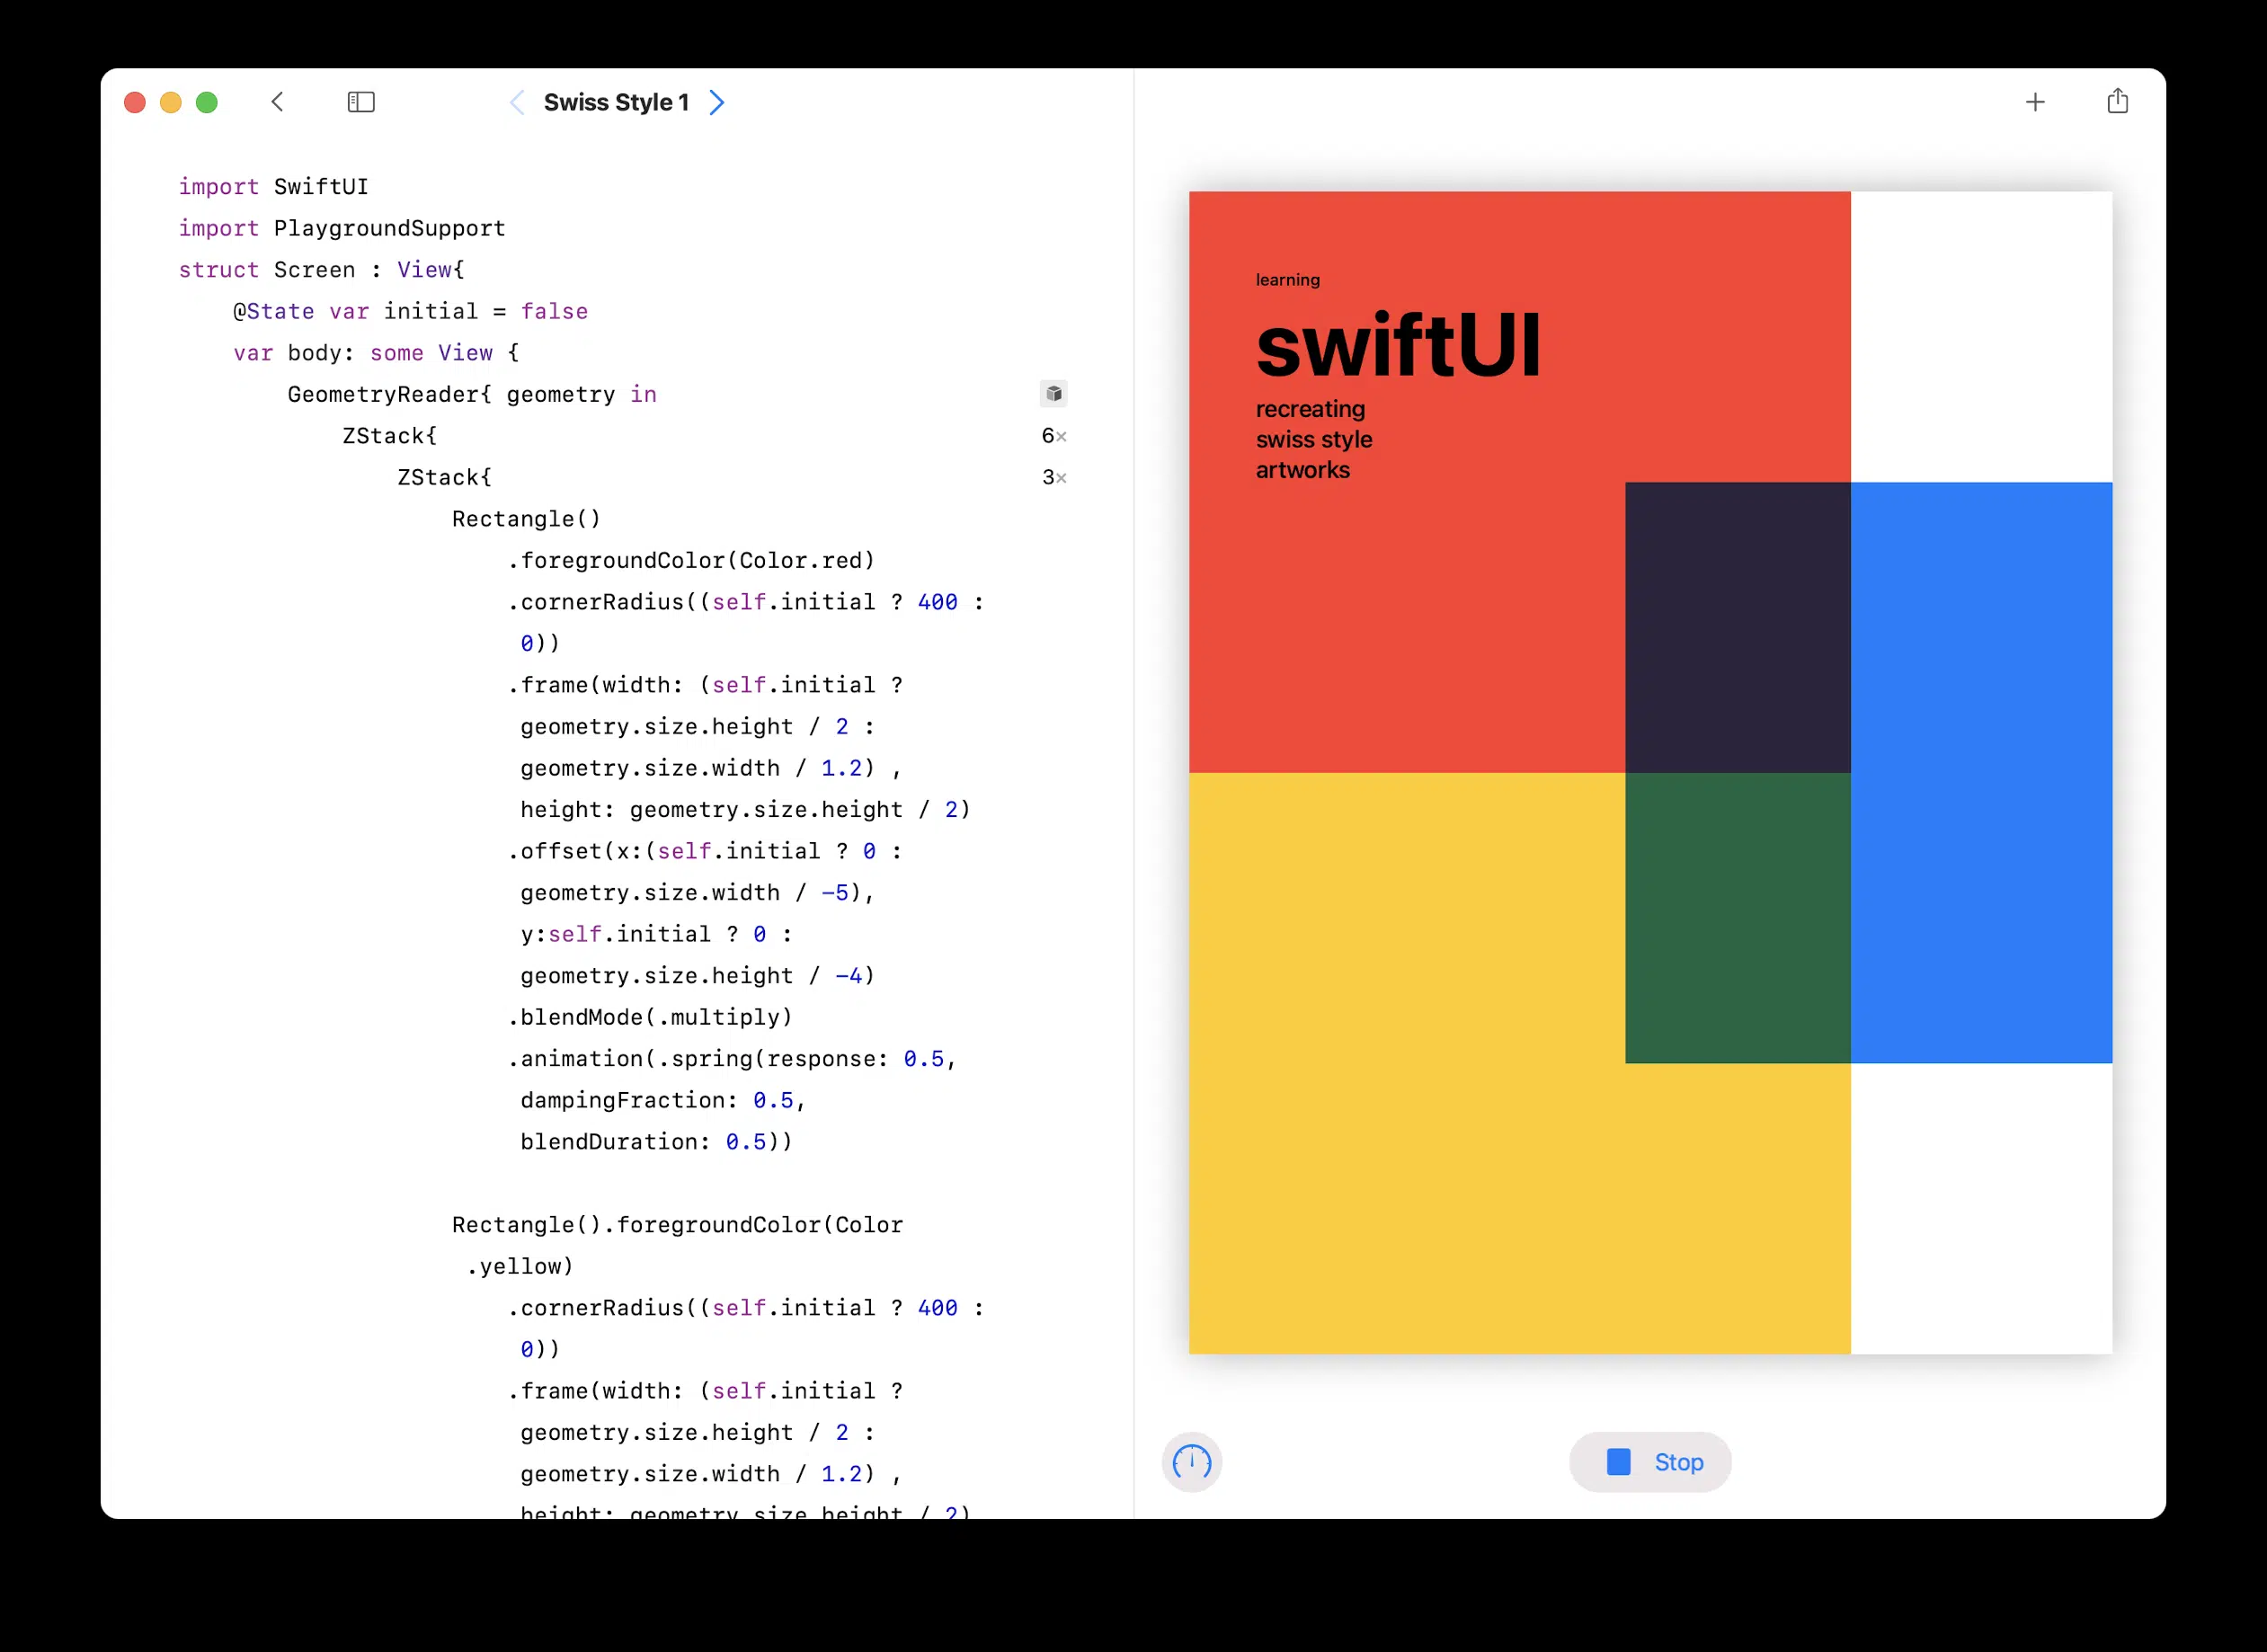 Swiss Style 1
import SwiftUI
import PlaygroundSupport
struct Screen : View{
@State var initial = false
var body: some View {
GeometryReader{ geometry in
ZStack{
6×
ZStack{
3×
Rectangle()
.foregroundColor(Color.red)
.cornerRadius((self.initial ? 400 :
0))
.frame(width: (self.initial ?
geometry.size.height / 2 :
geometry.size.width / 1.2) ,
height: geometry.size.height / 2)
.offset(x:(self.initial ? 0 :
geometry.size.width / -5),
y:self.initial ? 0 :
geometry.size.height / -4)
.blendMode(.multiply)
.animation(.spring(response: 0.5,
dampingFraction: 0.5,
blendDuration: 0.5))
Rectangle().foregroundColor(Color
.yellow)
.cornerRadius((self.initial ? 400 :
0))
.frame(width: (self.initial ?
geometry.size.height / 2 :
geometry.size.width / 1.2) ,
height: geometry.size.height / 2)
learning
swiftUI
recreating
swiss style
artworks
Stop